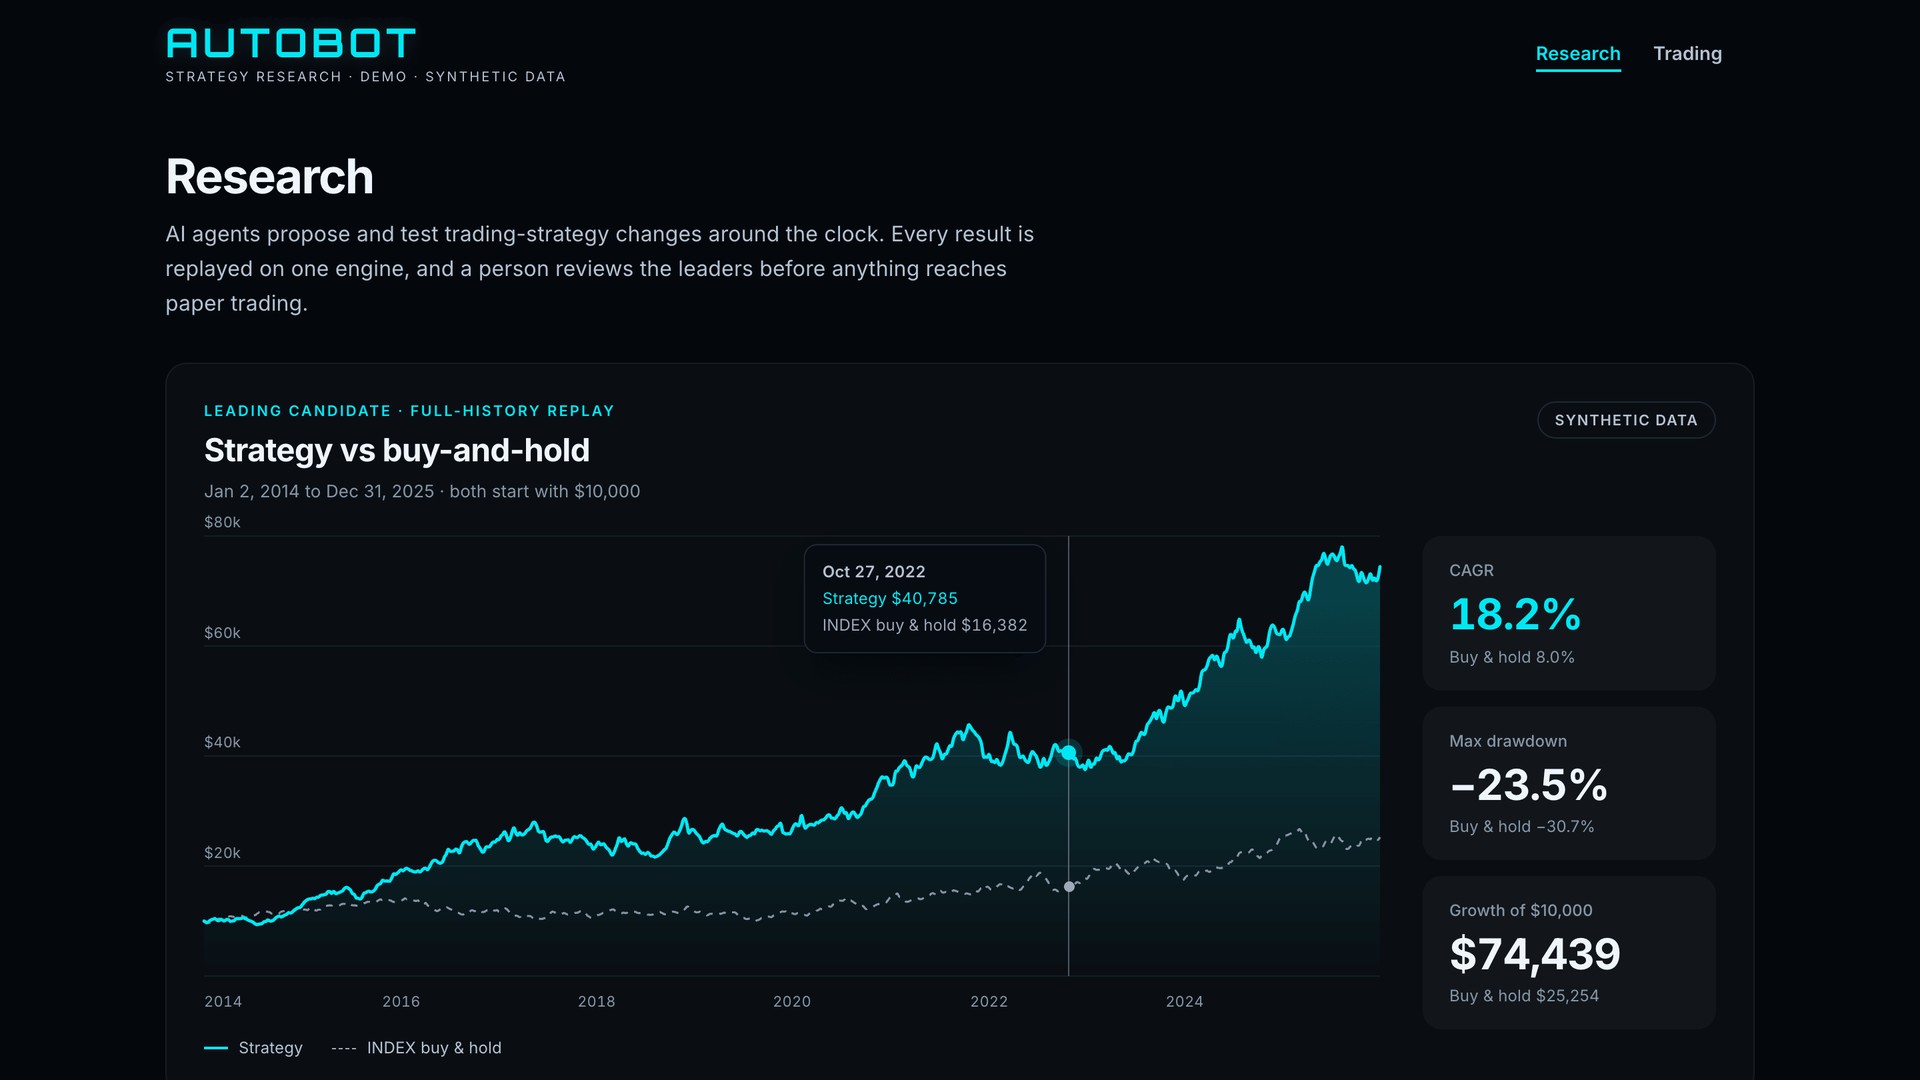 AUTOBOT
STRATEGY RESEARCH · DEMO · SYNTHETIC DATA
Research
Trading
Research
AI agents propose and test trading-strategy changes around the clock. Every result is
replayed on one engine, and a person reviews the leaders before anything reaches
paper trading.
LEADING CANDIDATE · FULL-HISTORY REPLAY
SYNTHETIC DATA
Strategy vs buy-and-hold
Jan 2, 2014 to Dec 31, 2025 · both start with $10,000
$80k
$60k
$40k
$20k
Oct 27, 2022
Strategy $40,785
INDEX buy & hold $16,382
2014
2016
2018
2020
2022
2024
Strategy
INDEX buy & hold
CAGR
18.2%
Buy & hold 8.0%
Max drawdown
−23.5%
Buy & hold −30.7%
Growth of $10,000
$74,439
Buy & hold $25,254